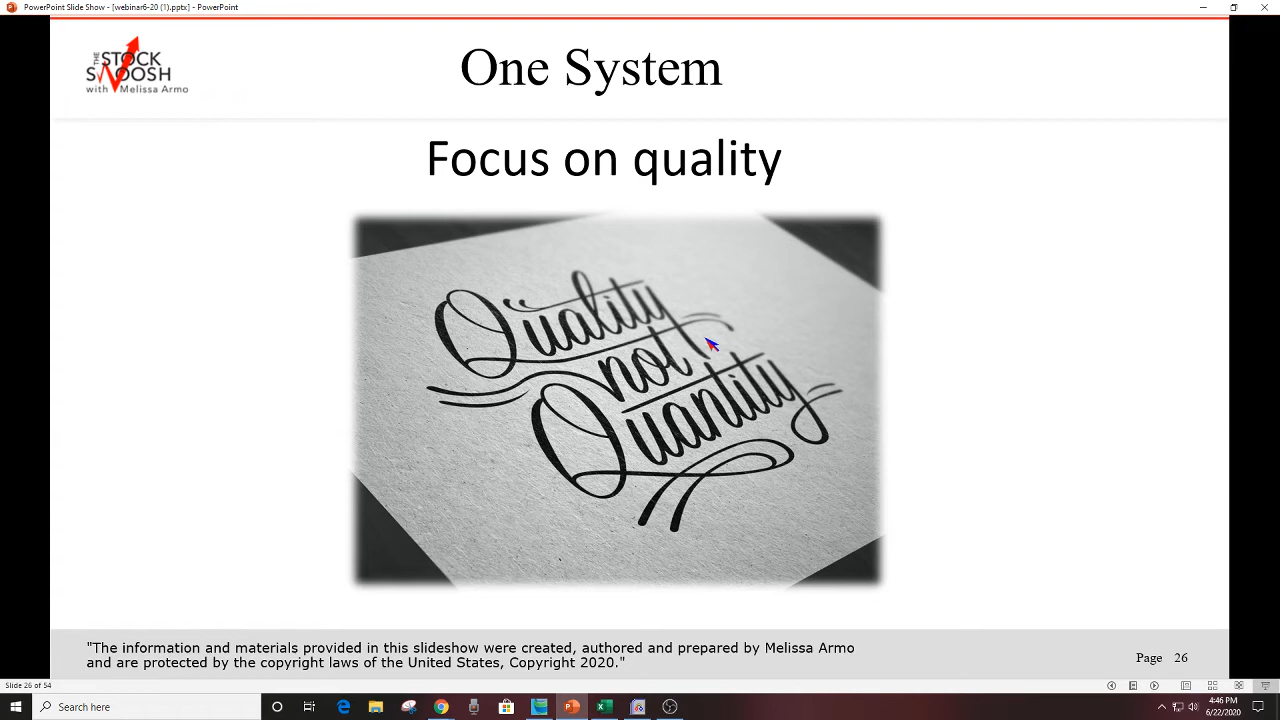 PowerPoint Slide Show - [webinar6-20 (1).pptx] - PowerPoint
THE
STOCK
SWOOSH
with Melissa Armo
One System
Focus on quality
Quality
not
Quantity
"The information and materials provided in this slideshow were created, authored and prepared by Melissa Armo
and are protected by the copyright laws of the United States, Copyright 2020."
Page 26
Slide 26 of 54
Search here
4:46 PM
6/22/2020